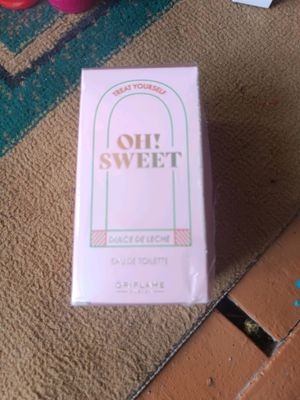 TREAT YOURSELF
OH!
SWEET
DULCE DE LECHE
EAU DE TOILETTE
ORIFLAME